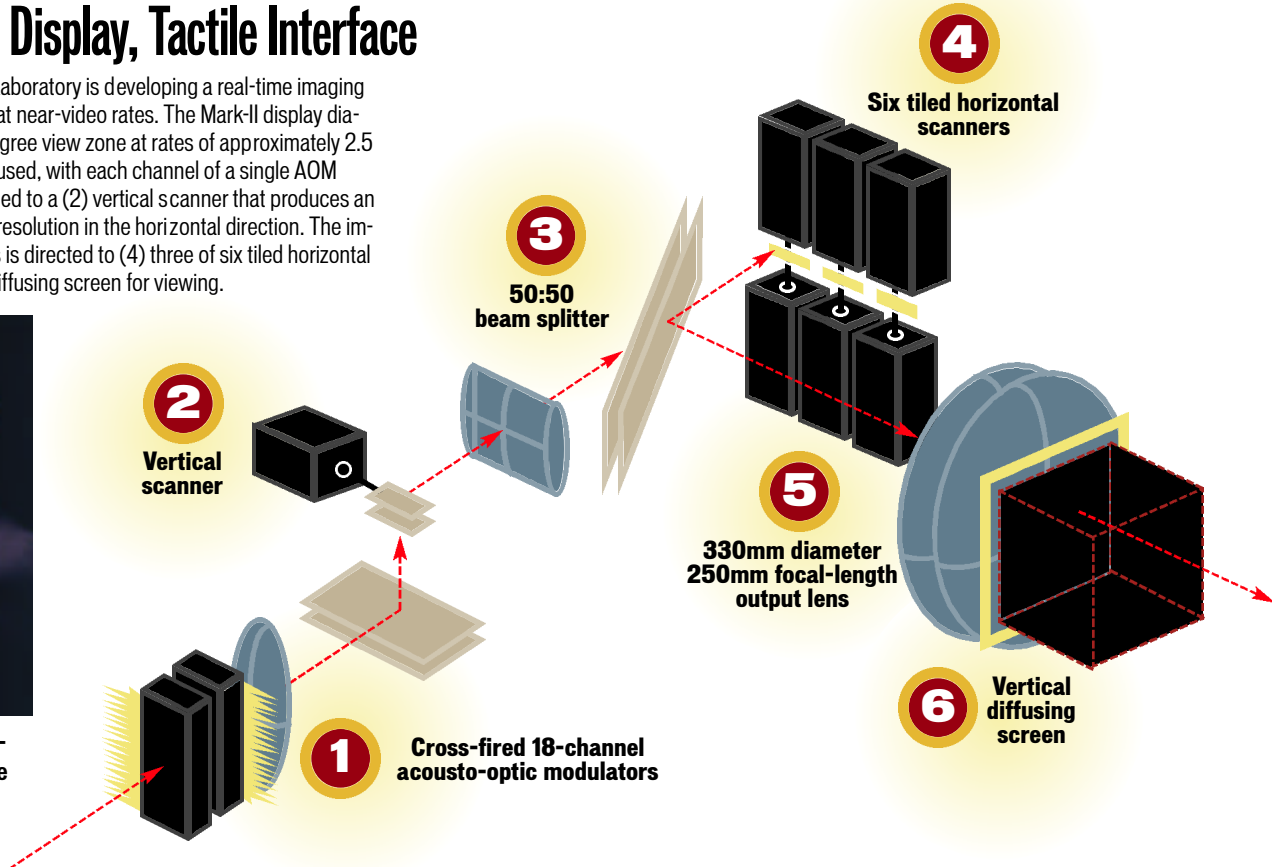 Display, Tactile Interface
aboratory is developing a real-time imaging
at near-video rates. The Mark-II display dia-
gree view zone at rates of approximately 2.5
used, with each channel of a single AOM
ed to a (2) vertical scanner that produces an
resolution in the horizontal direction. The im-
s is directed to (4) three of six tiled horizontal
iffusing screen for viewing.
4
Six tiled horizontal
scanners
3
50:50
beam splitter
2
Vertical
scanner
5
330mm diameter
250mm focal-length
output lens
6
Vertical
diffusing
screen
1
Cross-fired 18-channel
acousto-optic modulators
–
e